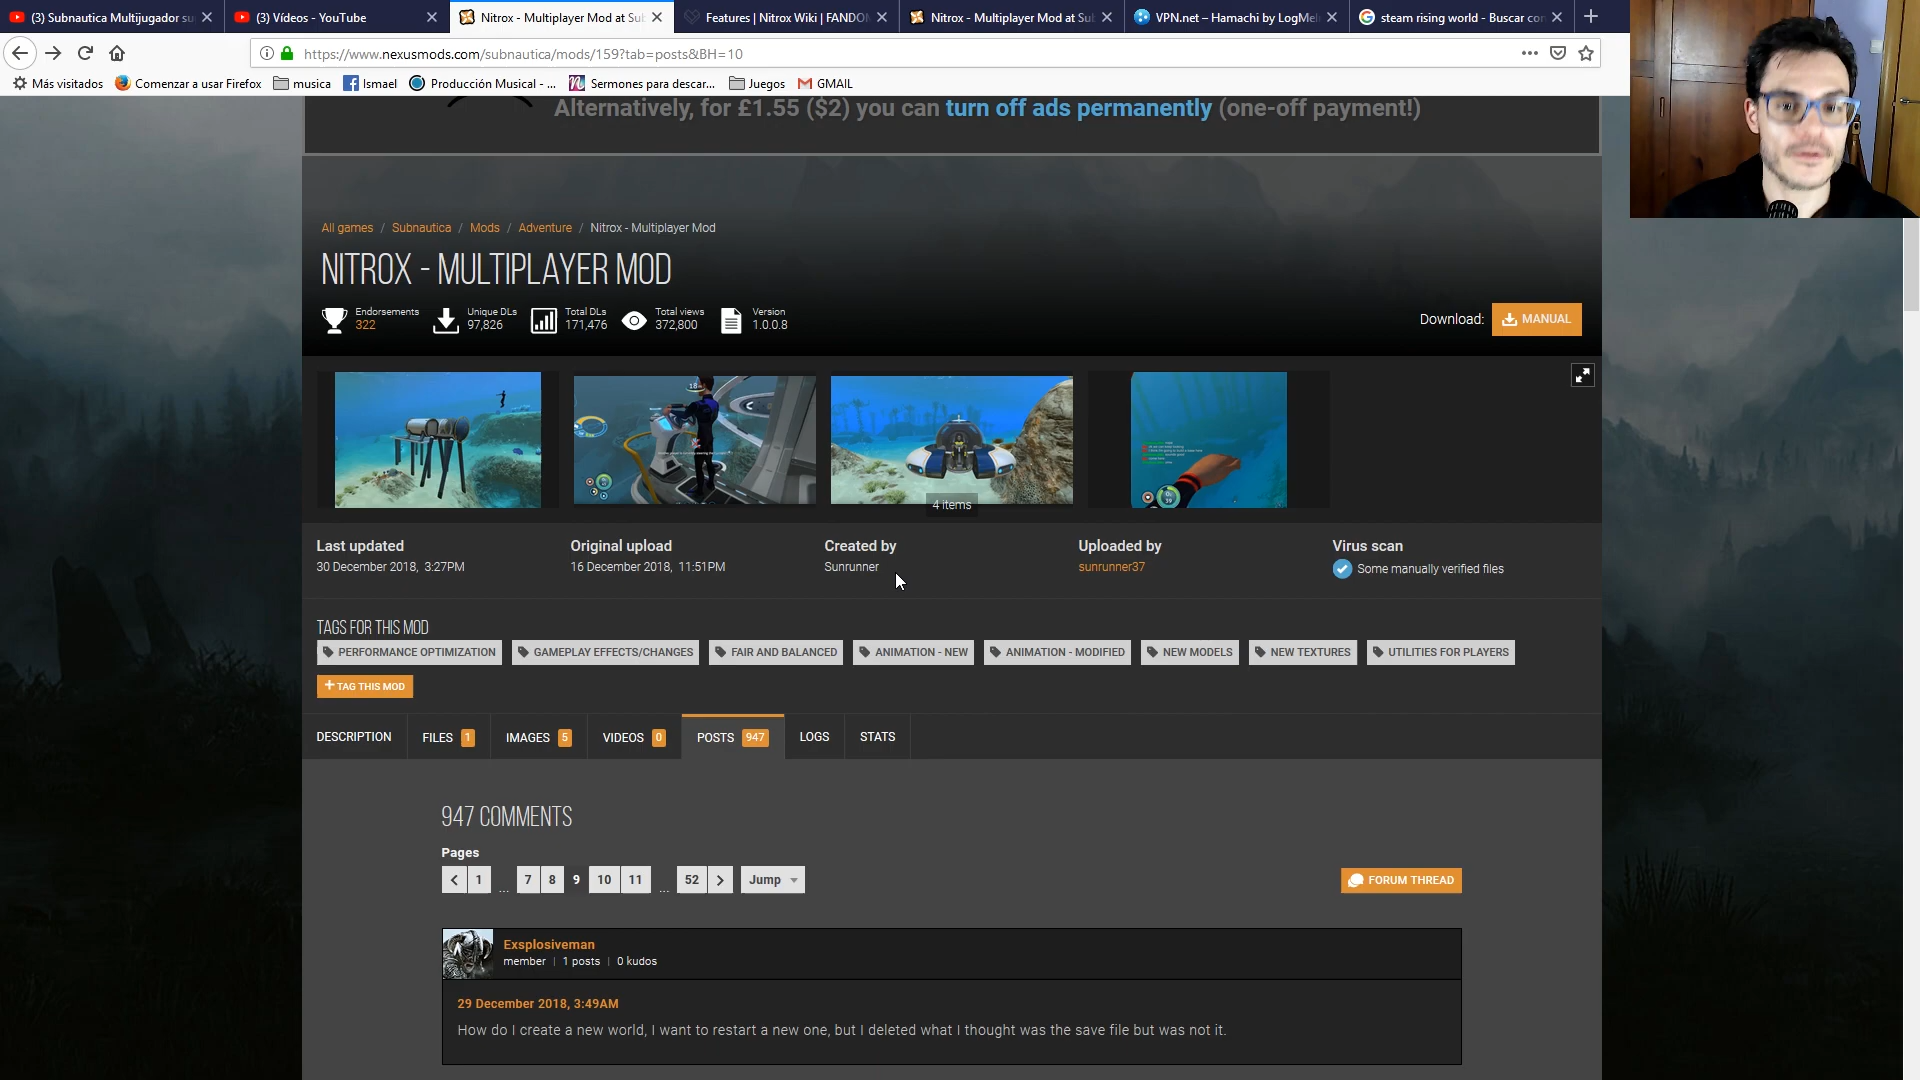 (3) Subnautica Multijugador su
(3) Vídeos - YouTube
Nitrox - Multiplayer Mod at Sub
Features | Nitrox Wiki | FANDOM
Nitrox - Multiplayer Mod at Sub
VPN.net – Hamachi by LogMeIn
steam rising world - Buscar con
https://www.nexusmods.com/subnautica/mods/159?tab=posts&BH=10
Más visitados
Comenzar a usar Firefox
musica
Ismael
Producción Musical - ...
Sermones para descar...
Juegos
GMAIL
Alternatively, for £1.55 ($2) you can turn off ads permanently (one-off payment!)
All games / Subnautica / Mods / Adventure / Nitrox - Multiplayer Mod
NITROX - MULTIPLAYER MOD
Endorsements
322
Unique DLs
97,826
Total DLs
171,476
Total views
372,800
Version
1.0.0.8
Download: MANUAL
4 items
Last updated
30 December 2018, 3:27PM
Original upload
16 December 2018, 11:51PM
Created by
Sunrunner
Uploaded by
sunrunner37
Virus scan
Some manually verified files
TAGS FOR THIS MOD
PERFORMANCE OPTIMIZATION
GAMEPLAY EFFECTS/CHANGES
FAIR AND BALANCED
ANIMATION - NEW
ANIMATION - MODIFIED
NEW MODELS
NEW TEXTURES
UTILITIES FOR PLAYERS
+ TAG THIS MOD
DESCRIPTION
FILES 1
IMAGES 5
VIDEOS 0
POSTS 947
LOGS
STATS
947 COMMENTS
Pages
< 1 ... 7 8 9 10 11 ... 52 > Jump
FORUM THREAD
Exsplosiveman
member | 1 posts | 0 kudos
29 December 2018, 3:49AM
How do I create a new world, I want to restart a new one, but I deleted what I thought was the save file but was not it.